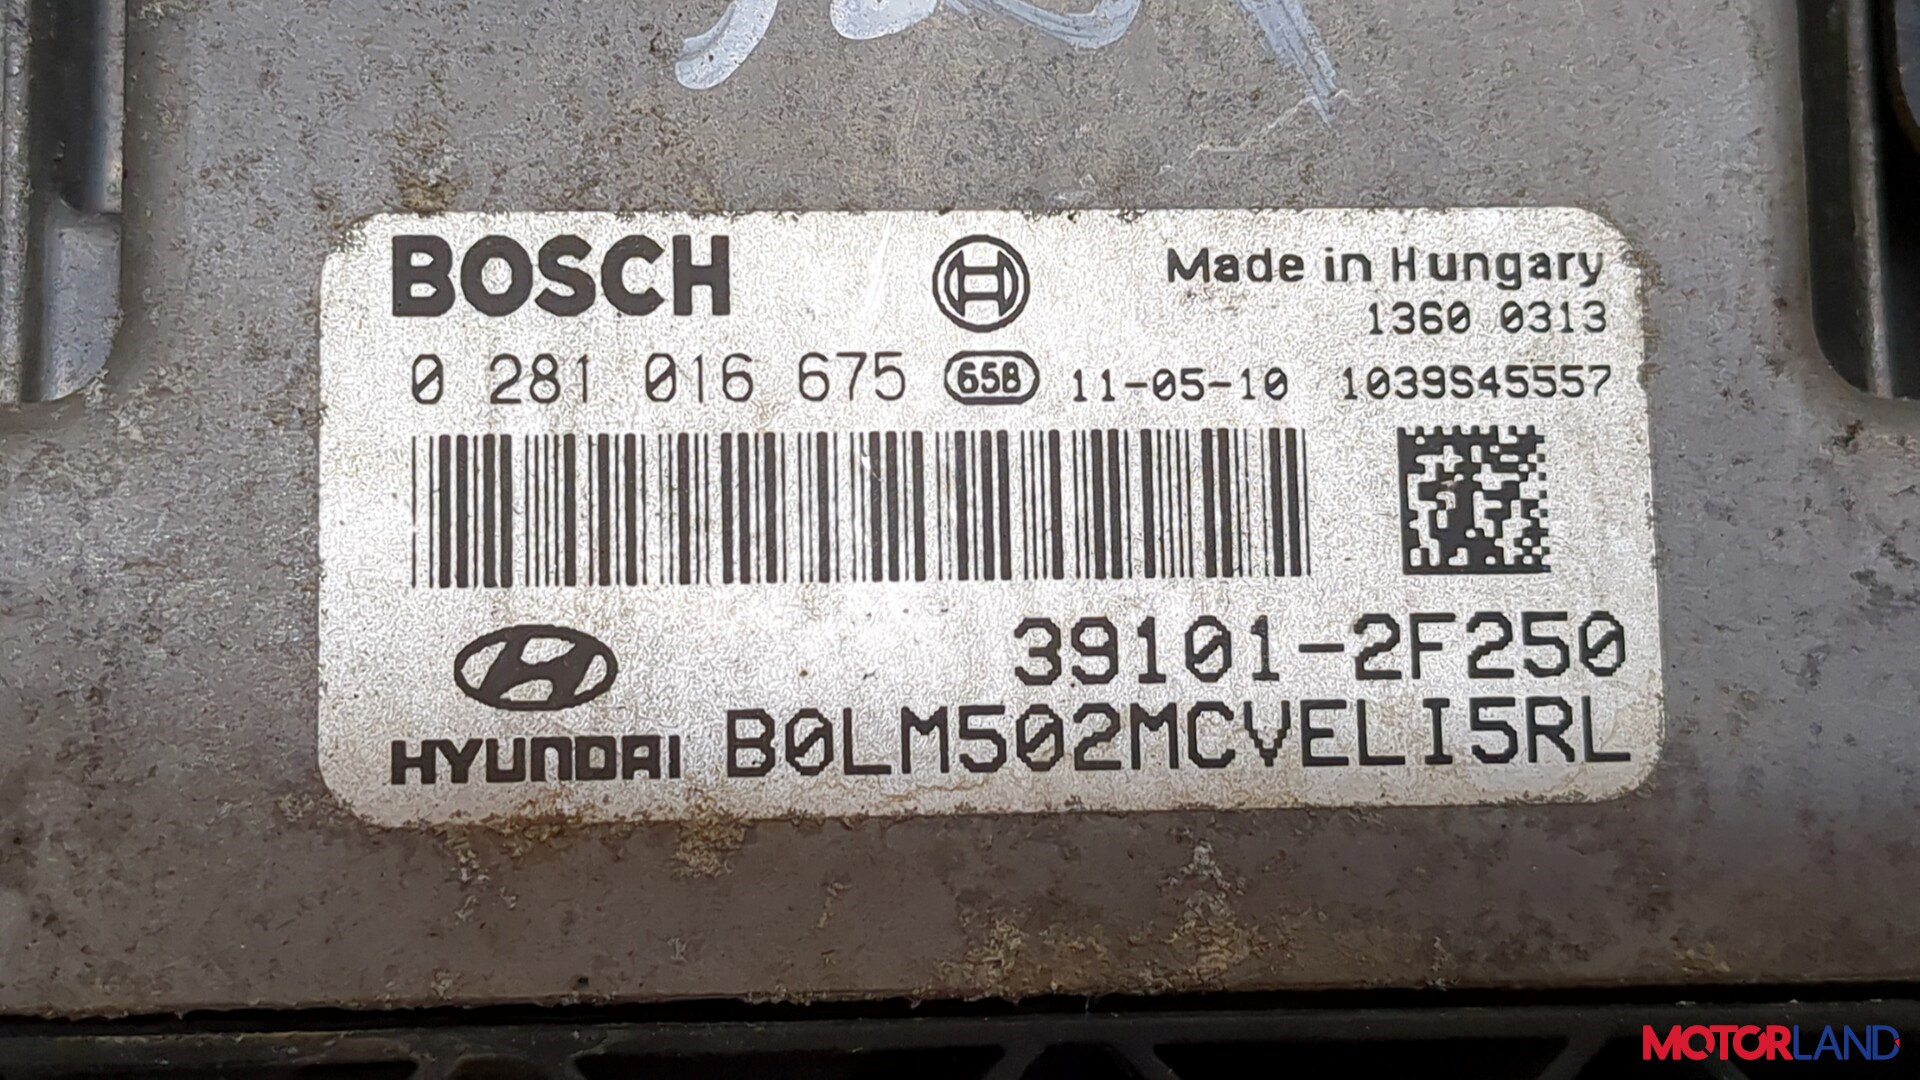 BOSCH
Made in Hungary
1360 0313
0 281 016 675 65B 11-05-10 1039S45557
39101-2F250
HYUNDAI B0LM502MCVELI5RL
MOTORLAND